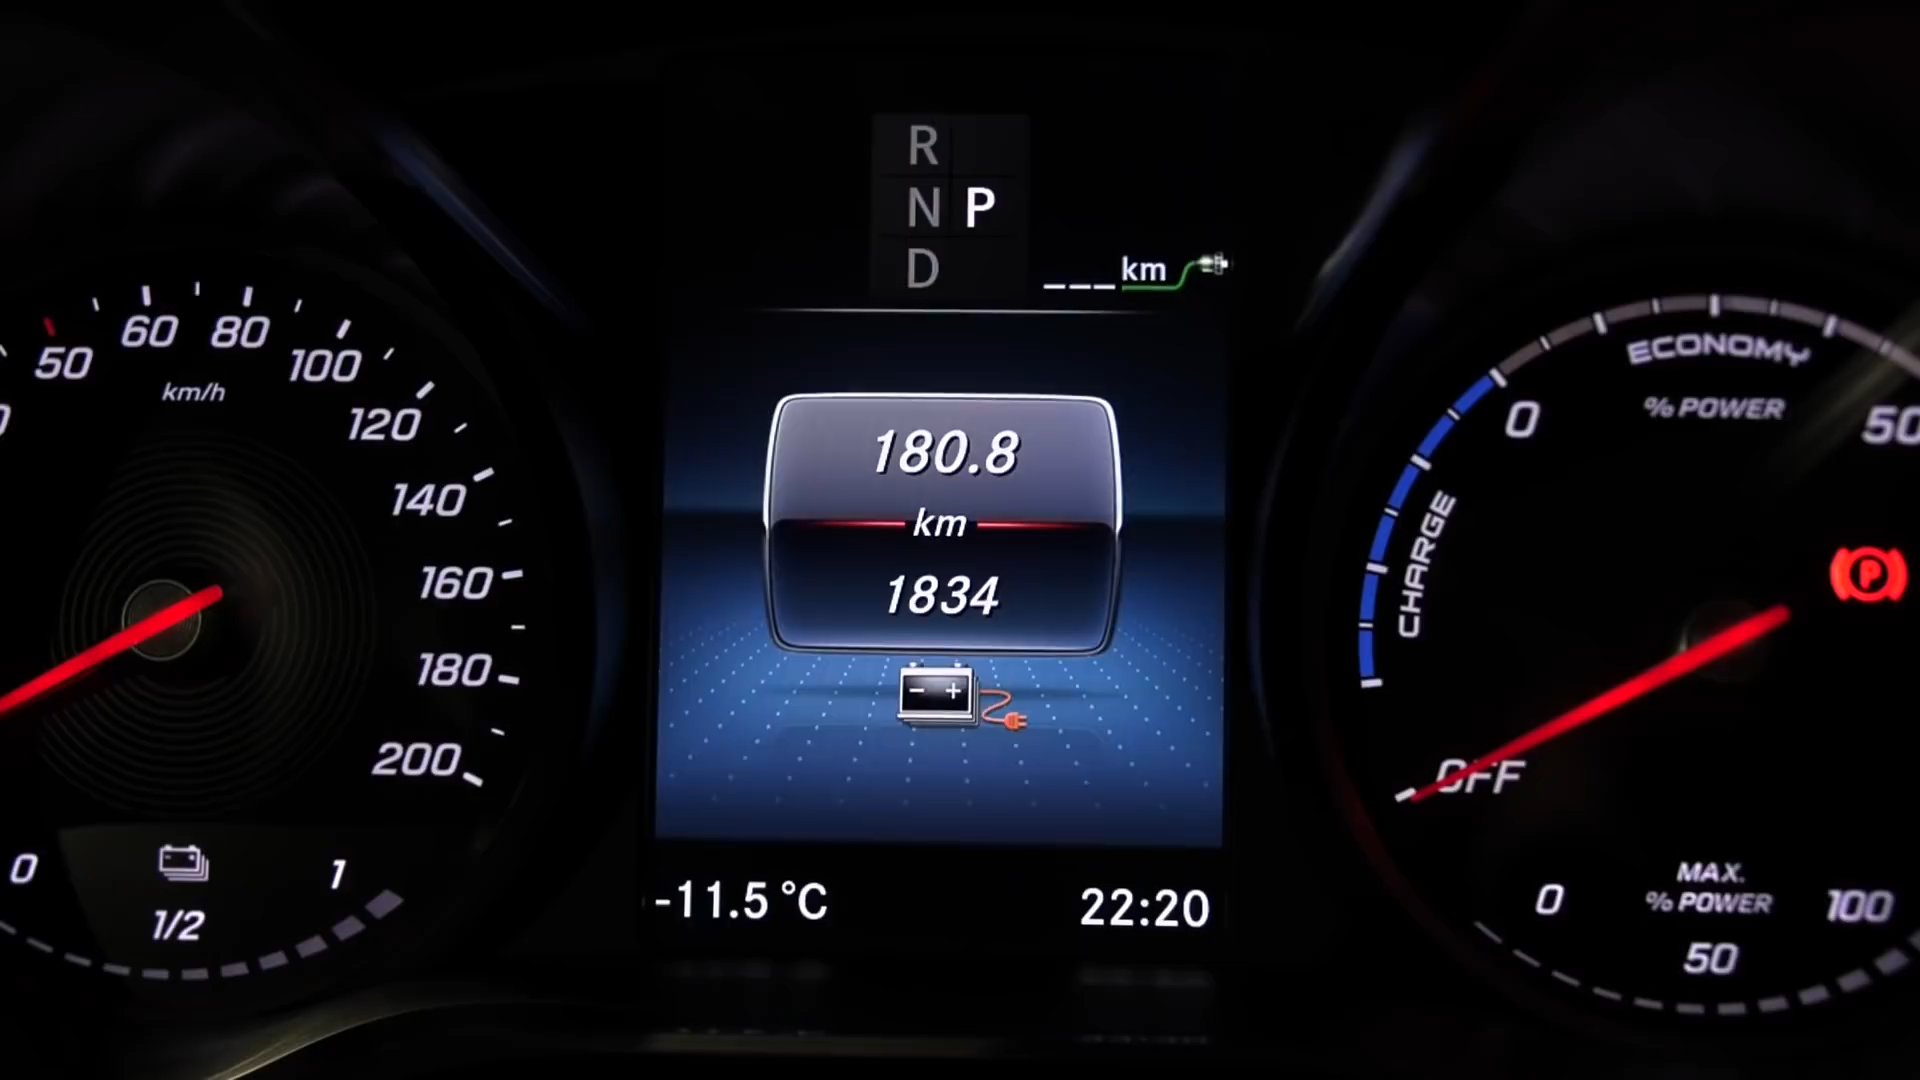 R
N P
D
--- km
50
60
80
100
120
140
160
180
200
km/h
0
1
1/2
180.8
km
1834
- +
-11.5 °C
22:20
ECONOMY
% POWER
0
50
CHARGE
P
OFF
MAX.
% POWER
0
100
50